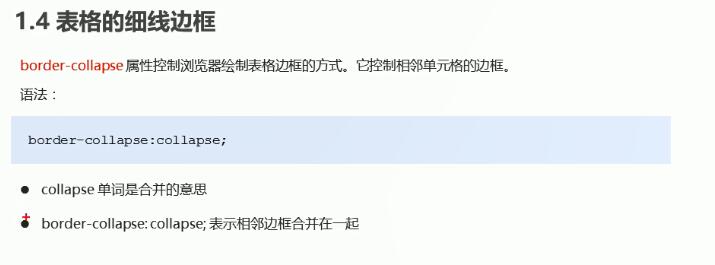 1.4 表格的细线边框
border-collapse 属性控制浏览器绘制表格边框的方式。它控制相邻单元格的边框。
语法：
border-collapse:collapse;
● collapse 单词是合并的意思
● border-collapse: collapse; 表示相邻边框合并在一起